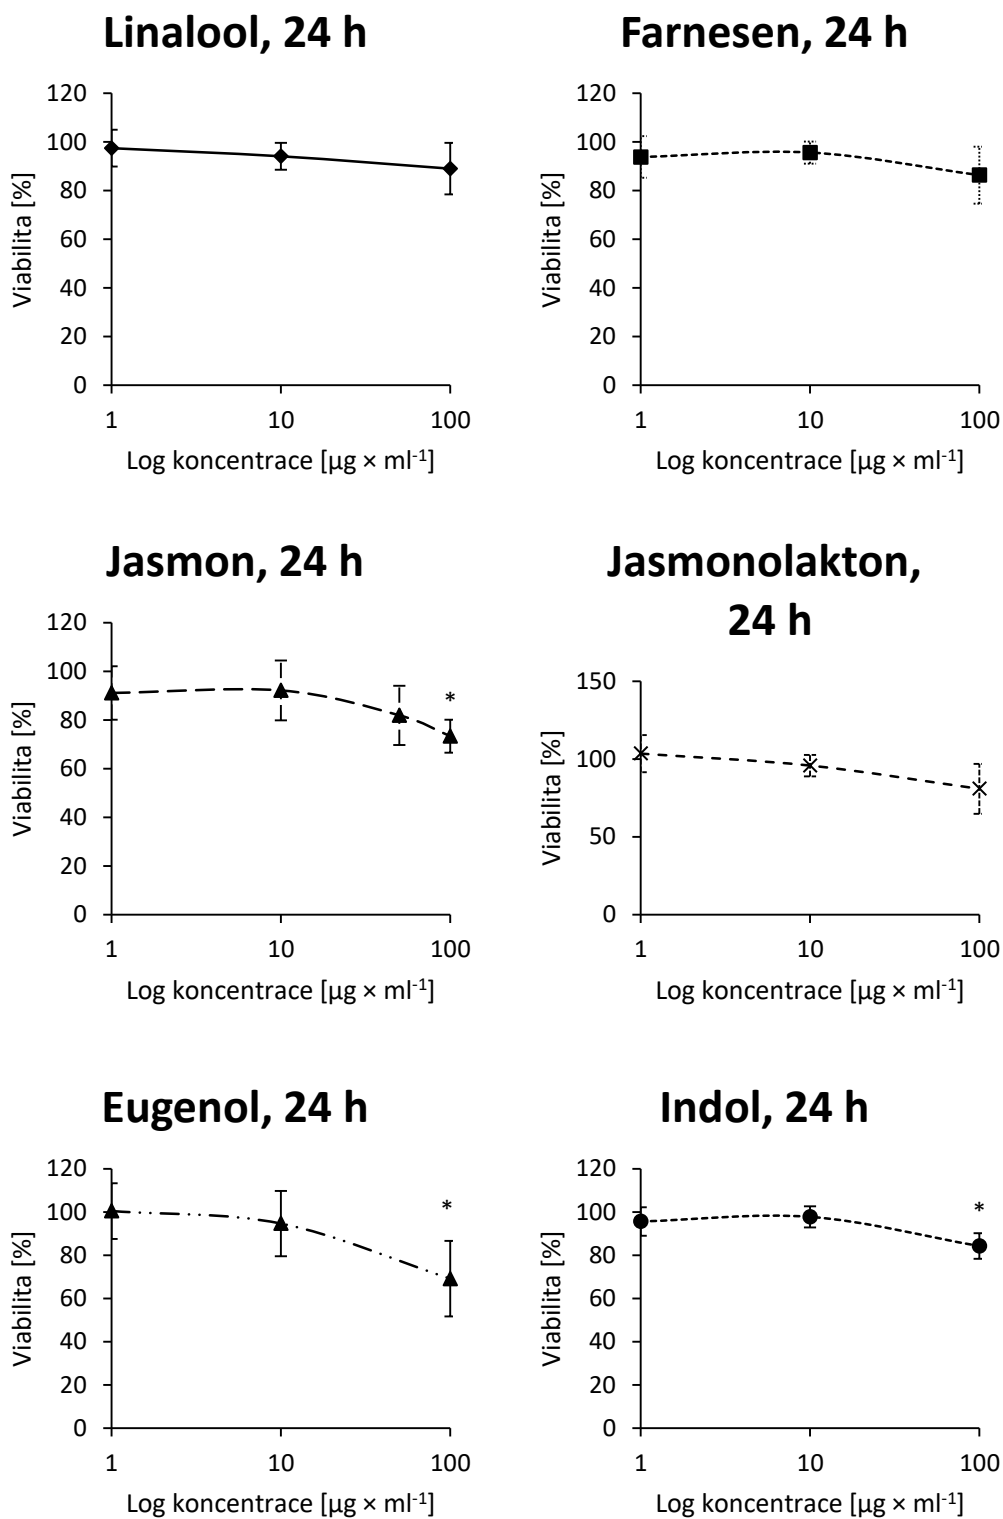 Linalool, 24 h
120
100
80
60
40
20
0
Viabilita [%]
1 10 100
Log koncentrace [µg × ml⁻¹]
Farnesen, 24 h
120
100
80
60
40
20
0
Viabilita [%]
1 10 100
Log koncentrace [µg × ml⁻¹]
Jasmon, 24 h
120
100
80
60
40
20
0
Viabilita [%]
*
1 10 100
Log koncentrace [µg × ml⁻¹]
Jasmonolakton,
24 h
150
100
50
0
Viabilita [%]
1 10 100
Log koncentrace [µg × ml⁻¹]
Eugenol, 24 h
120
100
80
60
40
20
0
Viabilita [%]
*
1 10 100
Log koncentrace [µg × ml⁻¹]
Indol, 24 h
120
100
80
60
40
20
0
Viabilita [%]
*
1 10 100
Log koncentrace [µg × ml⁻¹]